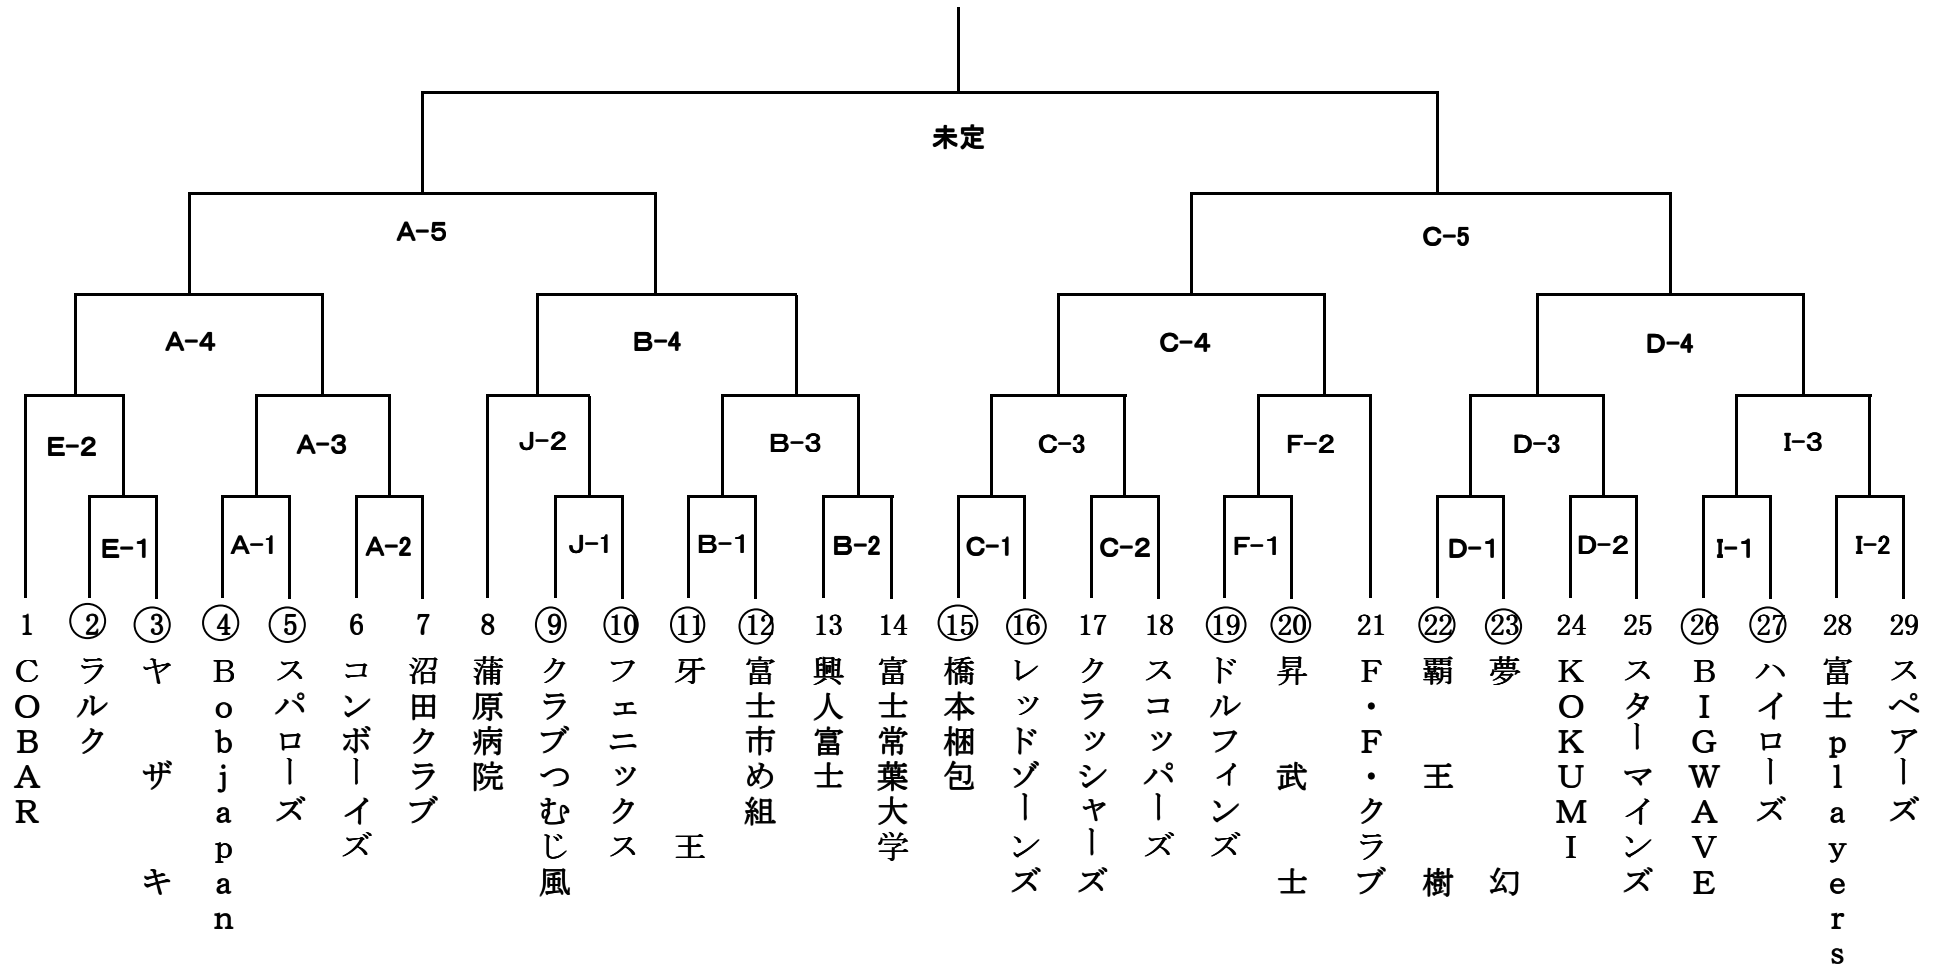 未定
A-5
C-5
A-4
B-4
C-4
D-4
E-2
A-3
J-2
B-3
C-3
F-2
D-3
I-3
E-1
A-1
A-2
J-1
B-1
B-2
C-1
C-2
F-1
D-1
D-2
I-1
I-2
1 ② ③ ④ ⑤ 6 7 8 ⑨ ⑩ ⑪ ⑫ 13 14 ⑮ ⑯ 17 18 ⑲ ⑳ 21 ㉒ ㉓ 24 25 ㉖ ㉗ 28 29
COBAR
ラルク
ヤザキ
Bobjapan
スパローズ
コンボーイズ
沼田クラブ
蒲原病院
クラブつむじ風
フェニックス
牙王
富士市め組
興人富士
富士常葉大学
橋本梱包
レッドゾーンズ
クラッシャーズ
スコッパーズ
ドルフィンズ
昇武士
F・F・クラブ
覇王樹
夢幻
KOKUMI
スターマインズ
BIGWAVE
ハイローズ
富士players
スペアーズ